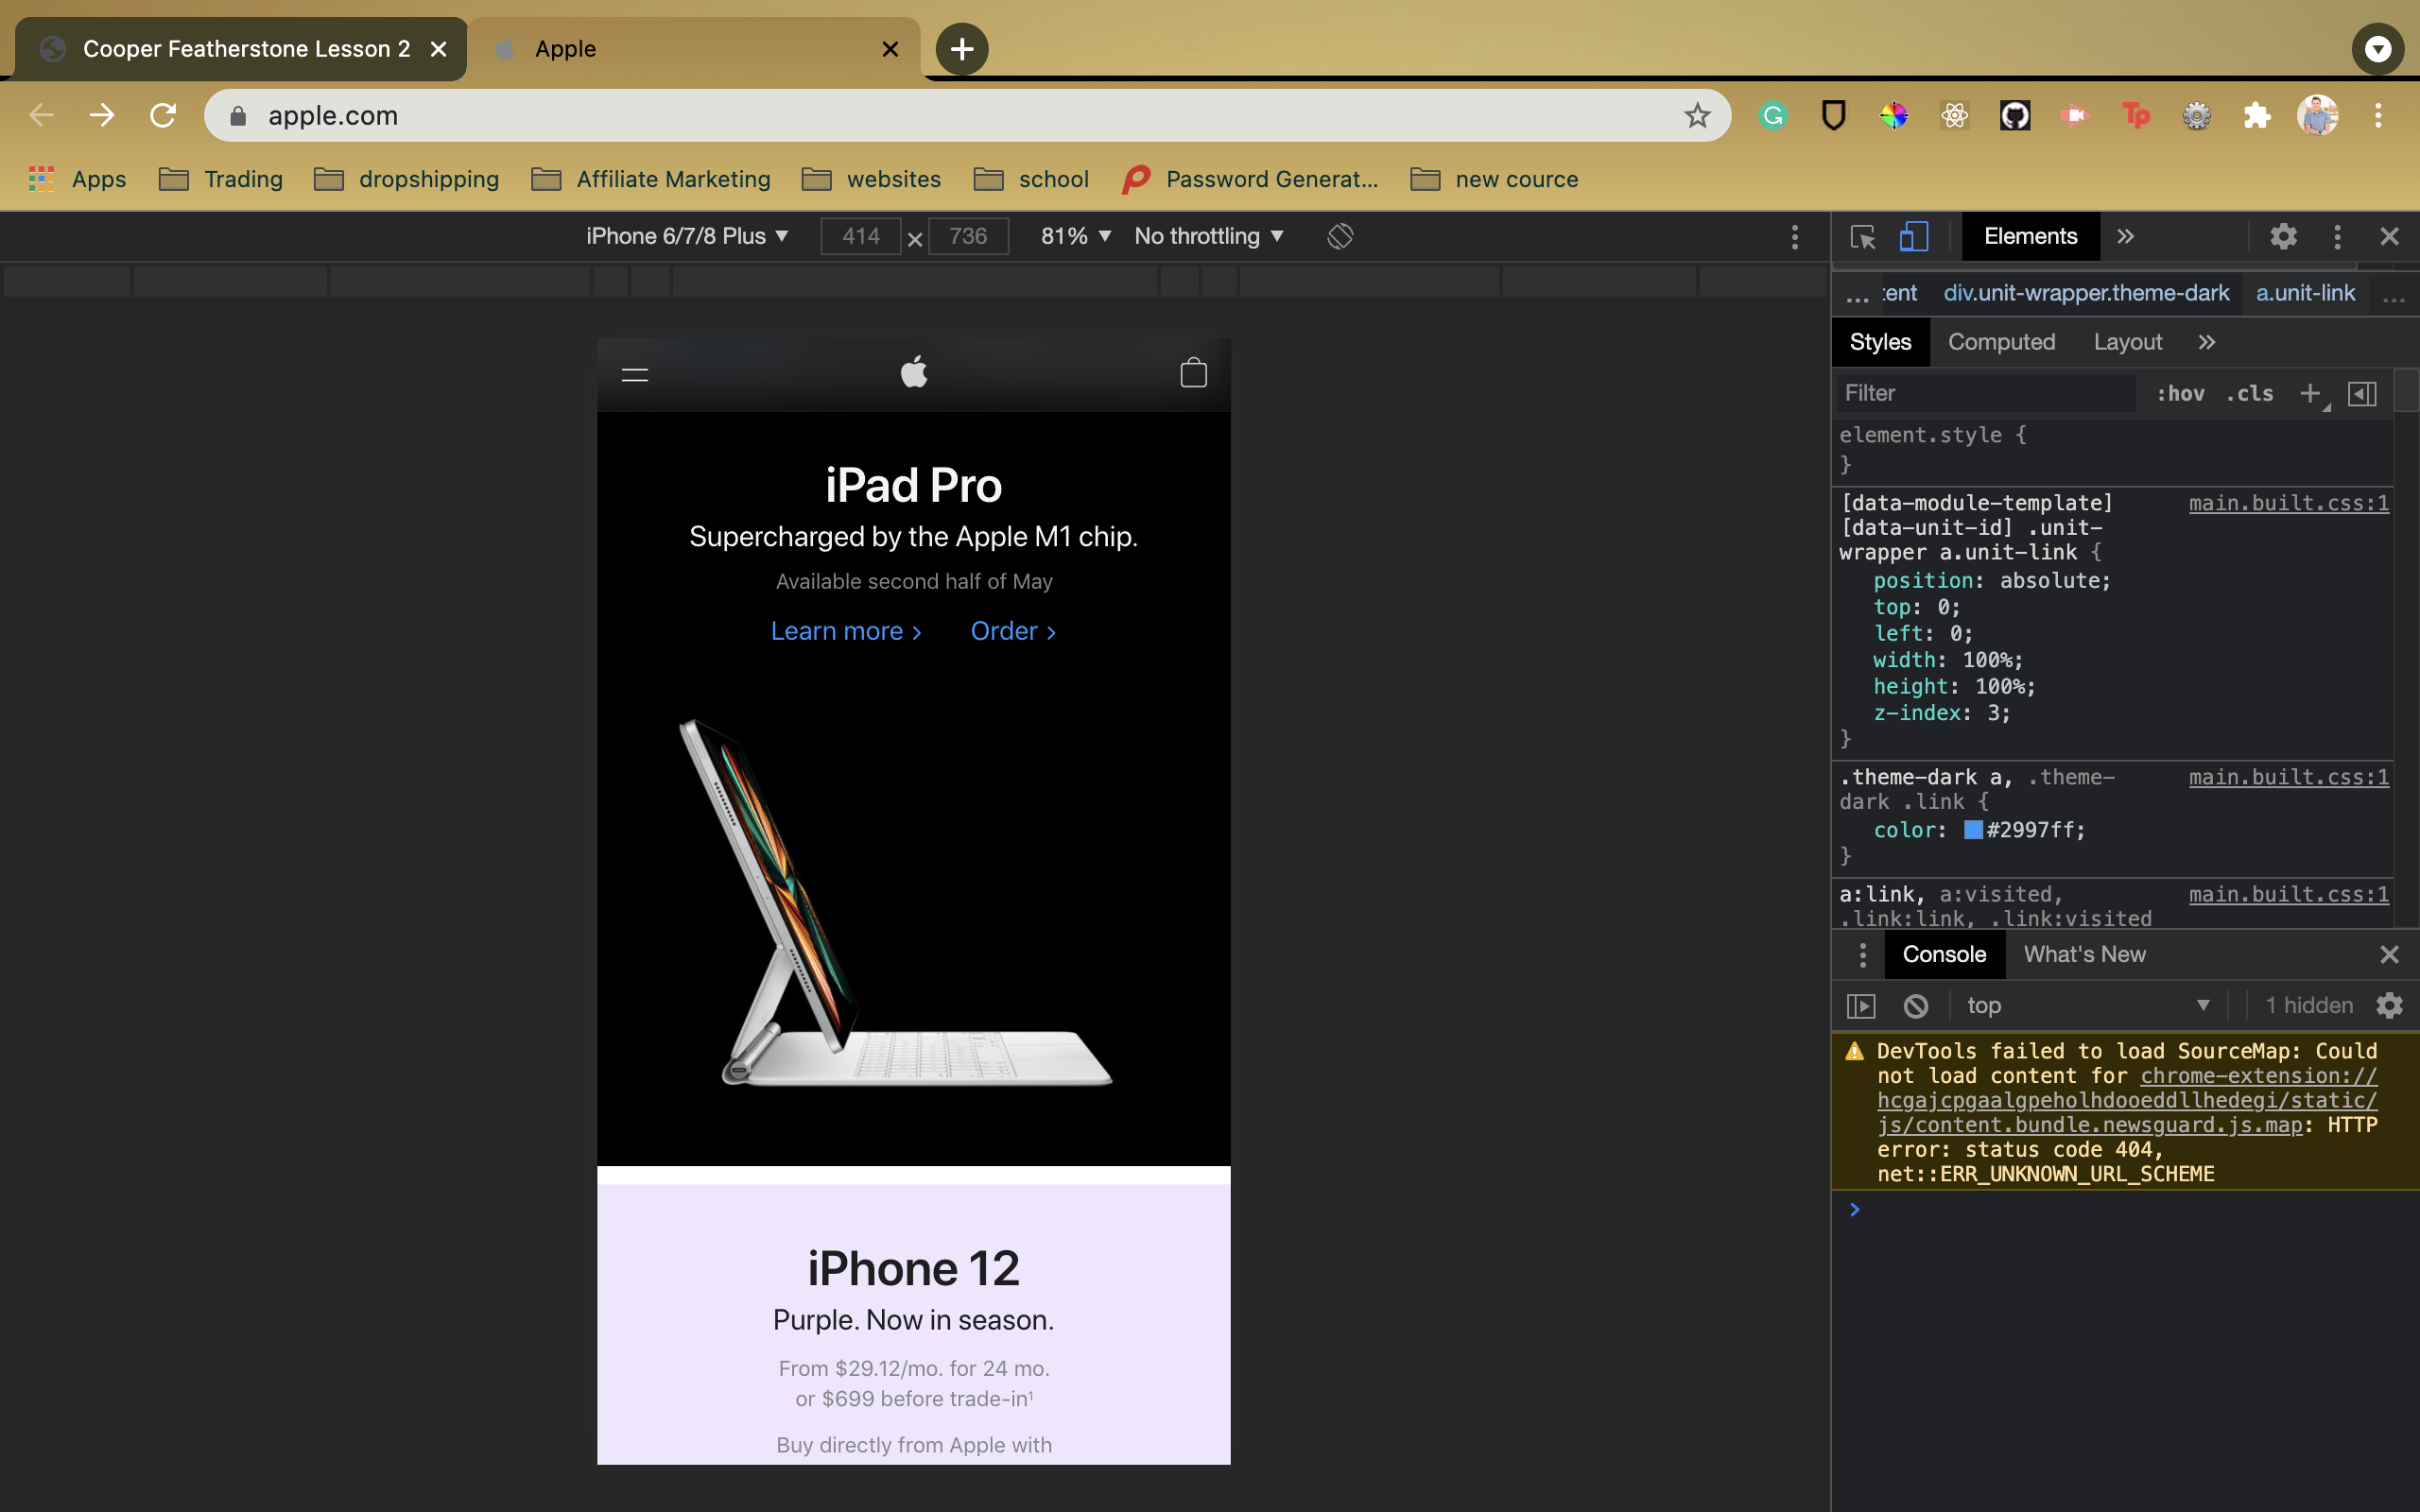 Cooper Featherstone Lesson 2
Apple
apple.com
Apps Trading dropshipping Affiliate Marketing websites school Password Generat... new cource
iPhone 6/7/8 Plus 414 × 736 81% No throttling
iPad Pro
Supercharged by the Apple M1 chip.
Available second half of May
Learn more > Order >
iPhone 12
Purple. Now in season.
From $29.12/mo. for 24 mo.
or $699 before trade-in¹
Buy directly from Apple with
Elements »
... tent div.unit-wrapper.theme-dark a.unit-link ...
Styles Computed Layout »
Filter :hov .cls +
element.style {
}
[data-module-template] main.built.css:1
[data-unit-id] .unit-
wrapper a.unit-link {
position: absolute;
top: 0;
left: 0;
width: 100%;
height: 100%;
z-index: 3;
}
.theme-dark a, .theme- main.built.css:1
dark .link {
color: #2997ff;
}
a:link, a:visited, main.built.css:1
.link:link, .link:visited
Console What's New
top 1 hidden
DevTools failed to load SourceMap: Could
not load content for chrome-extension://
hcgajcpgaalgpeholhdooeddllhedegi/static/
js/content.bundle.newsguard.js.map: HTTP
error: status code 404,
net::ERR_UNKNOWN_URL_SCHEME
>